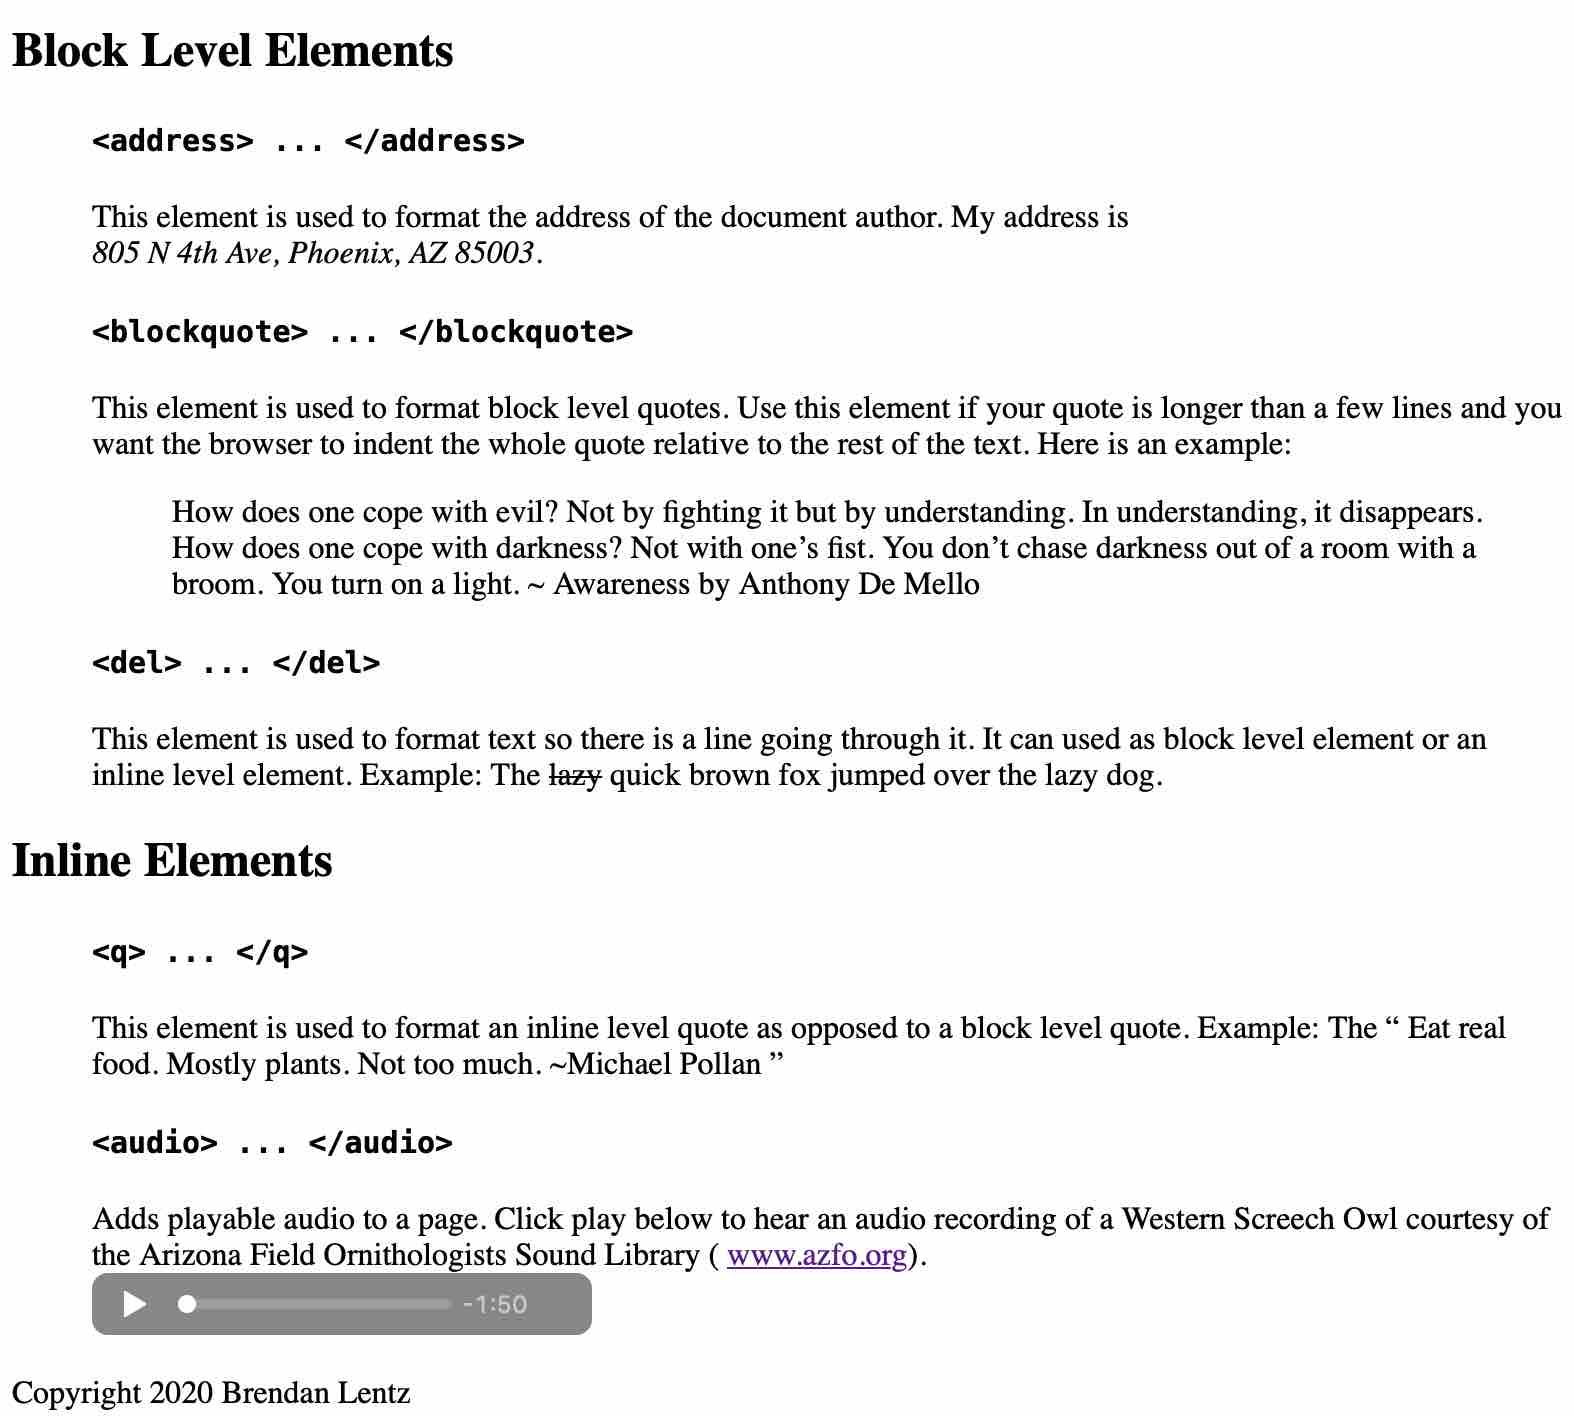 Block Level Elements
<address> ... </address>
This element is used to format the address of the document author. My address is
805 N 4th Ave, Phoenix, AZ 85003.
<blockquote> ... </blockquote>
This element is used to format block level quotes. Use this element if your quote is longer than a few lines and you
want the browser to indent the whole quote relative to the rest of the text. Here is an example:
How does one cope with evil? Not by fighting it but by understanding. In understanding, it disappears.
How does one cope with darkness? Not with one’s fist. You don’t chase darkness out of a room with a
broom. You turn on a light. ~ Awareness by Anthony De Mello
<del> ... </del>
This element is used to format text so there is a line going through it. It can used as block level element or an
inline level element. Example: The lazy quick brown fox jumped over the lazy dog.
Inline Elements
<q> ... </q>
This element is used to format an inline level quote as opposed to a block level quote. Example: The “ Eat real
food. Mostly plants. Not too much. ~Michael Pollan ”
<audio> ... </audio>
Adds playable audio to a page. Click play below to hear an audio recording of a Western Screech Owl courtesy of
the Arizona Field Ornithologists Sound Library ( www.azfo.org).
-1:50
Copyright 2020 Brendan Lentz